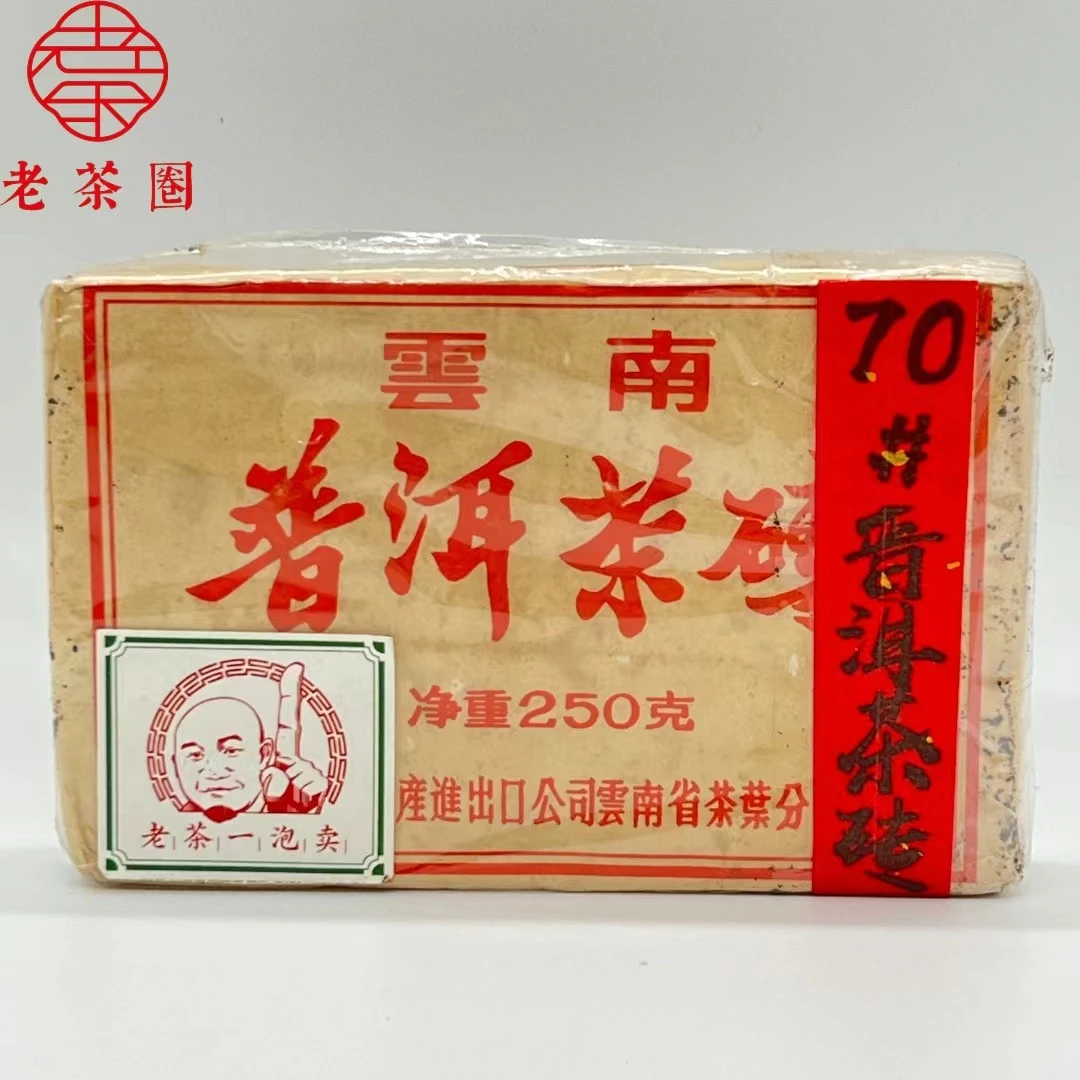 老茶圈
雲南
普洱茶磚
净重250克
産進出口公司雲南省茶葉分
老茶一泡卖
70
#
普洱茶砖